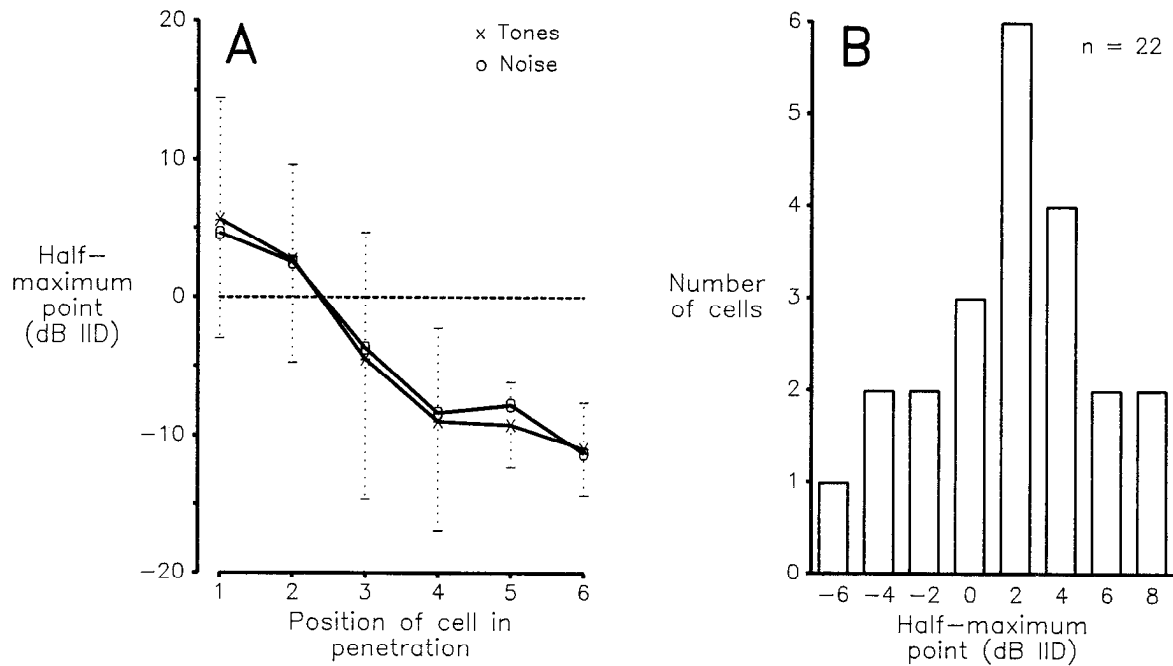 A
× Tones
o Noise
20
10
0
−10
−20
Half−
maximum
point
(dB IID)
1 2 3 4 5 6
Position of cell in
penetration
B
n = 22
6
5
4
3
2
1
0
Number
of cells
−6 −4 −2 0 2 4 6 8
Half−maximum
point (dB IID)